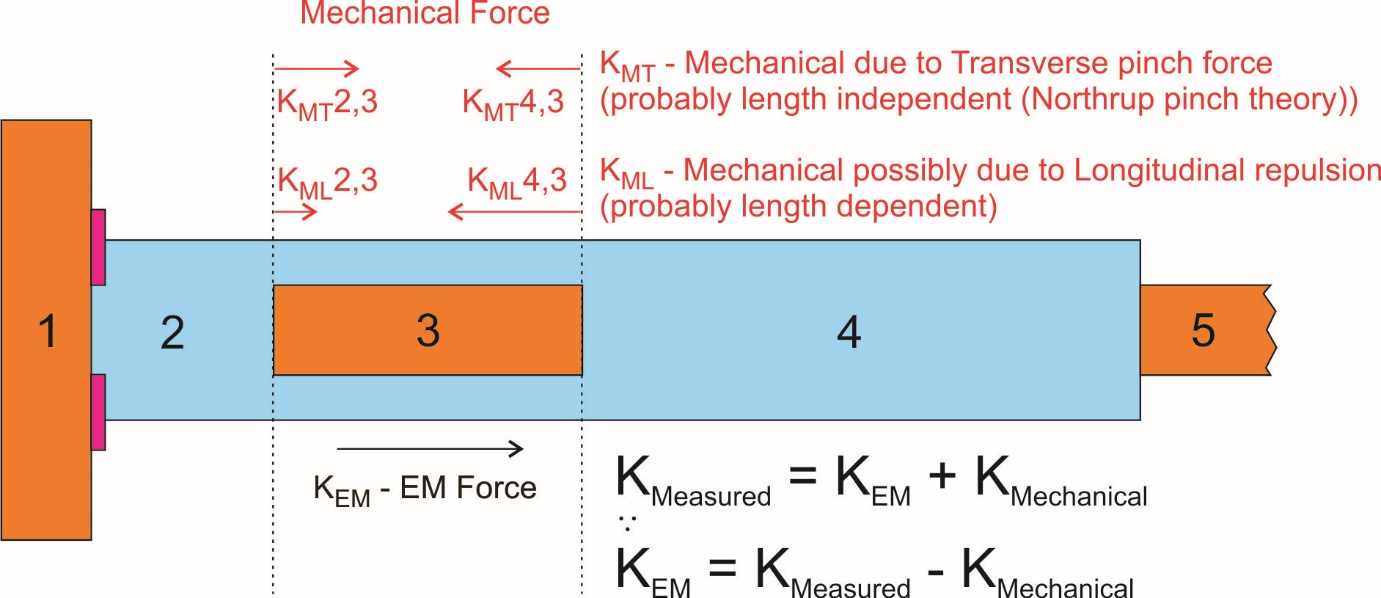 Mechanical Force
K_MT - Mechanical due to Transverse pinch force
K_MT2,3 K_MT4,3 (probably length independent (Northrup pinch theory))
K_ML2,3 K_ML4,3 K_ML - Mechanical possibly due to Longitudinal repulsion
(probably length dependent)
1 2 3 4 5
K_EM - EM Force
K_Measured = K_EM + K_Mechanical
∵
K_EM = K_Measured - K_Mechanical